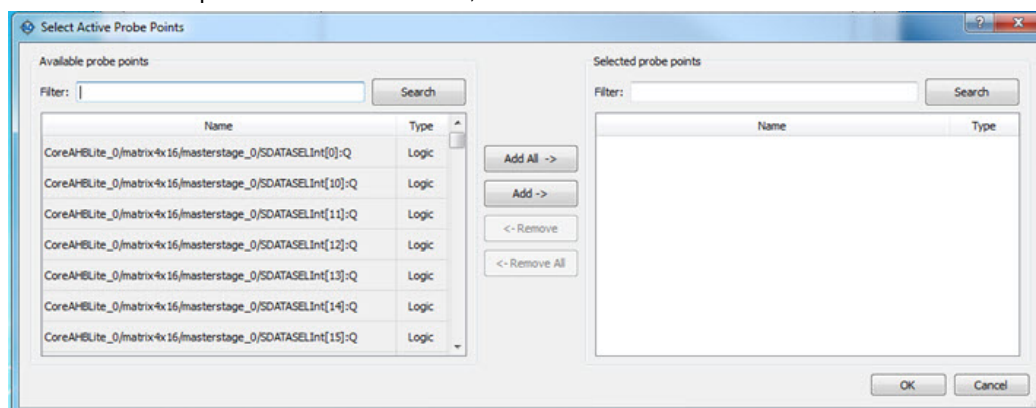 Select Active Probe Points
Available probe points
Filter:
Search
Name Type
CoreAHBLite_0/matrix4x16/masterstage_0/SDATASELInt[0]:Q Logic
CoreAHBLite_0/matrix4x16/masterstage_0/SDATASELInt[10]:Q Logic
CoreAHBLite_0/matrix4x16/masterstage_0/SDATASELInt[11]:Q Logic
CoreAHBLite_0/matrix4x16/masterstage_0/SDATASELInt[12]:Q Logic
CoreAHBLite_0/matrix4x16/masterstage_0/SDATASELInt[13]:Q Logic
CoreAHBLite_0/matrix4x16/masterstage_0/SDATASELInt[14]:Q Logic
CoreAHBLite_0/matrix4x16/masterstage_0/SDATASELInt[15]:Q Logic
Add All ->
Add ->
<- Remove
<- Remove All
Selected probe points
Filter:
Search
Name Type
OK Cancel